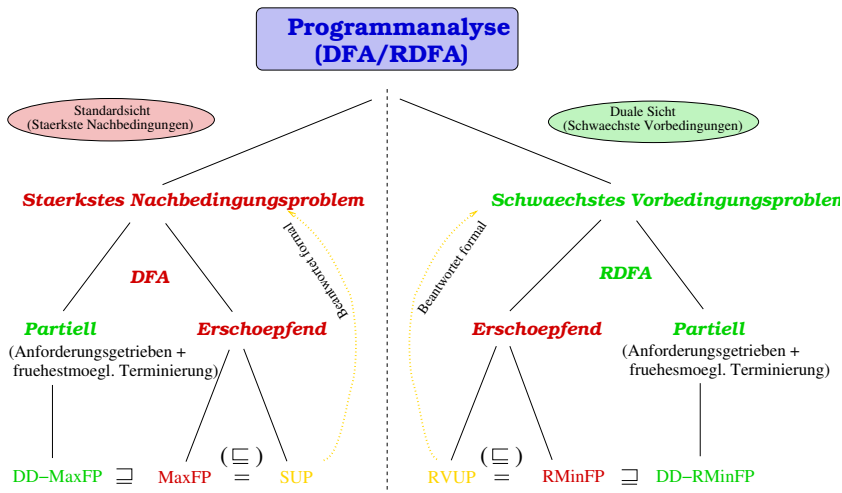 Programmanalyse
(DFA/RDFA)
Standardsicht
(Staerkste Nachbedingungen)
Duale Sicht
(Schwaechste Vorbedingungen)
Staerkstes Nachbedingungsproblem
Schwaechstes Vorbedingungsproblem
Beantwortet formal
Beantwortet formal
DFA
RDFA
Partiell
(Anforderungsgetrieben +
fruehestmoegl. Terminierung)
Erschoepfend
Erschoepfend
Partiell
(Anforderungsgetrieben +
fruehesmoegl. Terminierung)
DD−MaxFP ⊒ MaxFP (⊑) = SUP
RVUP (⊑) = RMinFP ⊒ DD−RMinFP